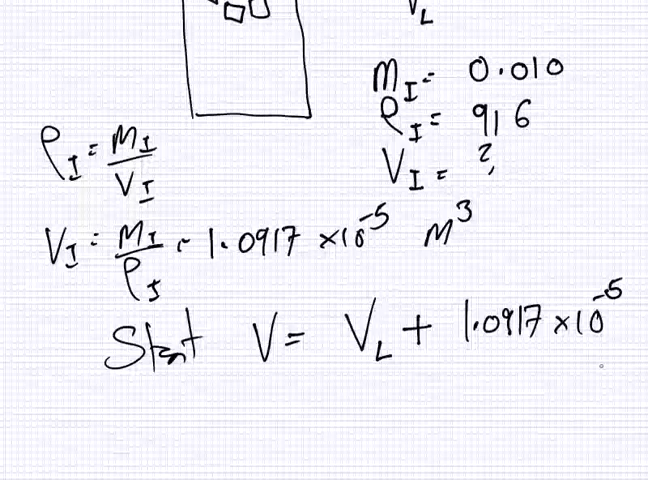 V_L
M_I = 0.010
ρ_I = 916
V_I = ?
ρ_I = M_I / V_I
V_I = M_I / ρ_I = 1.0917 × 10^-5 M^3
Start V = V_L + 1.0917 × 10^-5